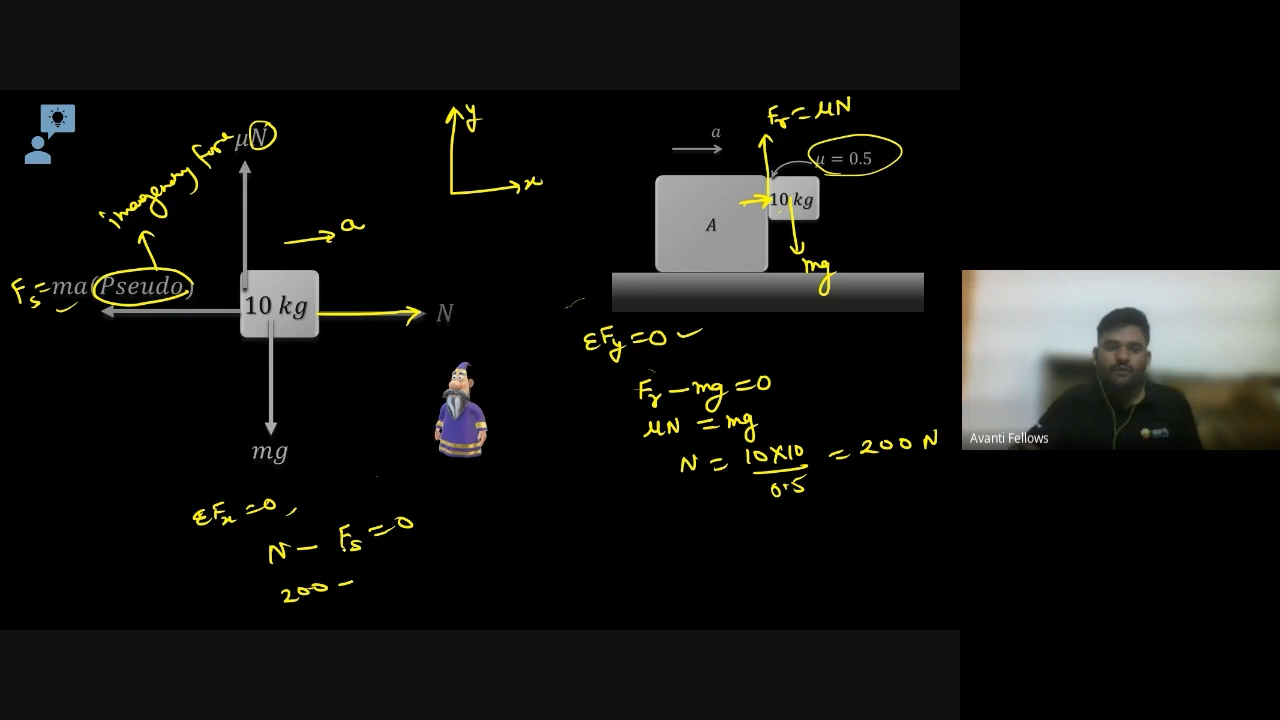 μN
imagenary force
a
F_s = ma(Pseudo)
10 kg
N
mg
ΣF_x = 0,
N − F_s = 0
200 −
y
x
F_r = μN
a
μ = 0.5
10 kg
A
mg
ΣF_y = 0 ✓
F_r − mg = 0
μN = mg
N = 10×10 / 0.5 = 200 N
Avanti Fellows